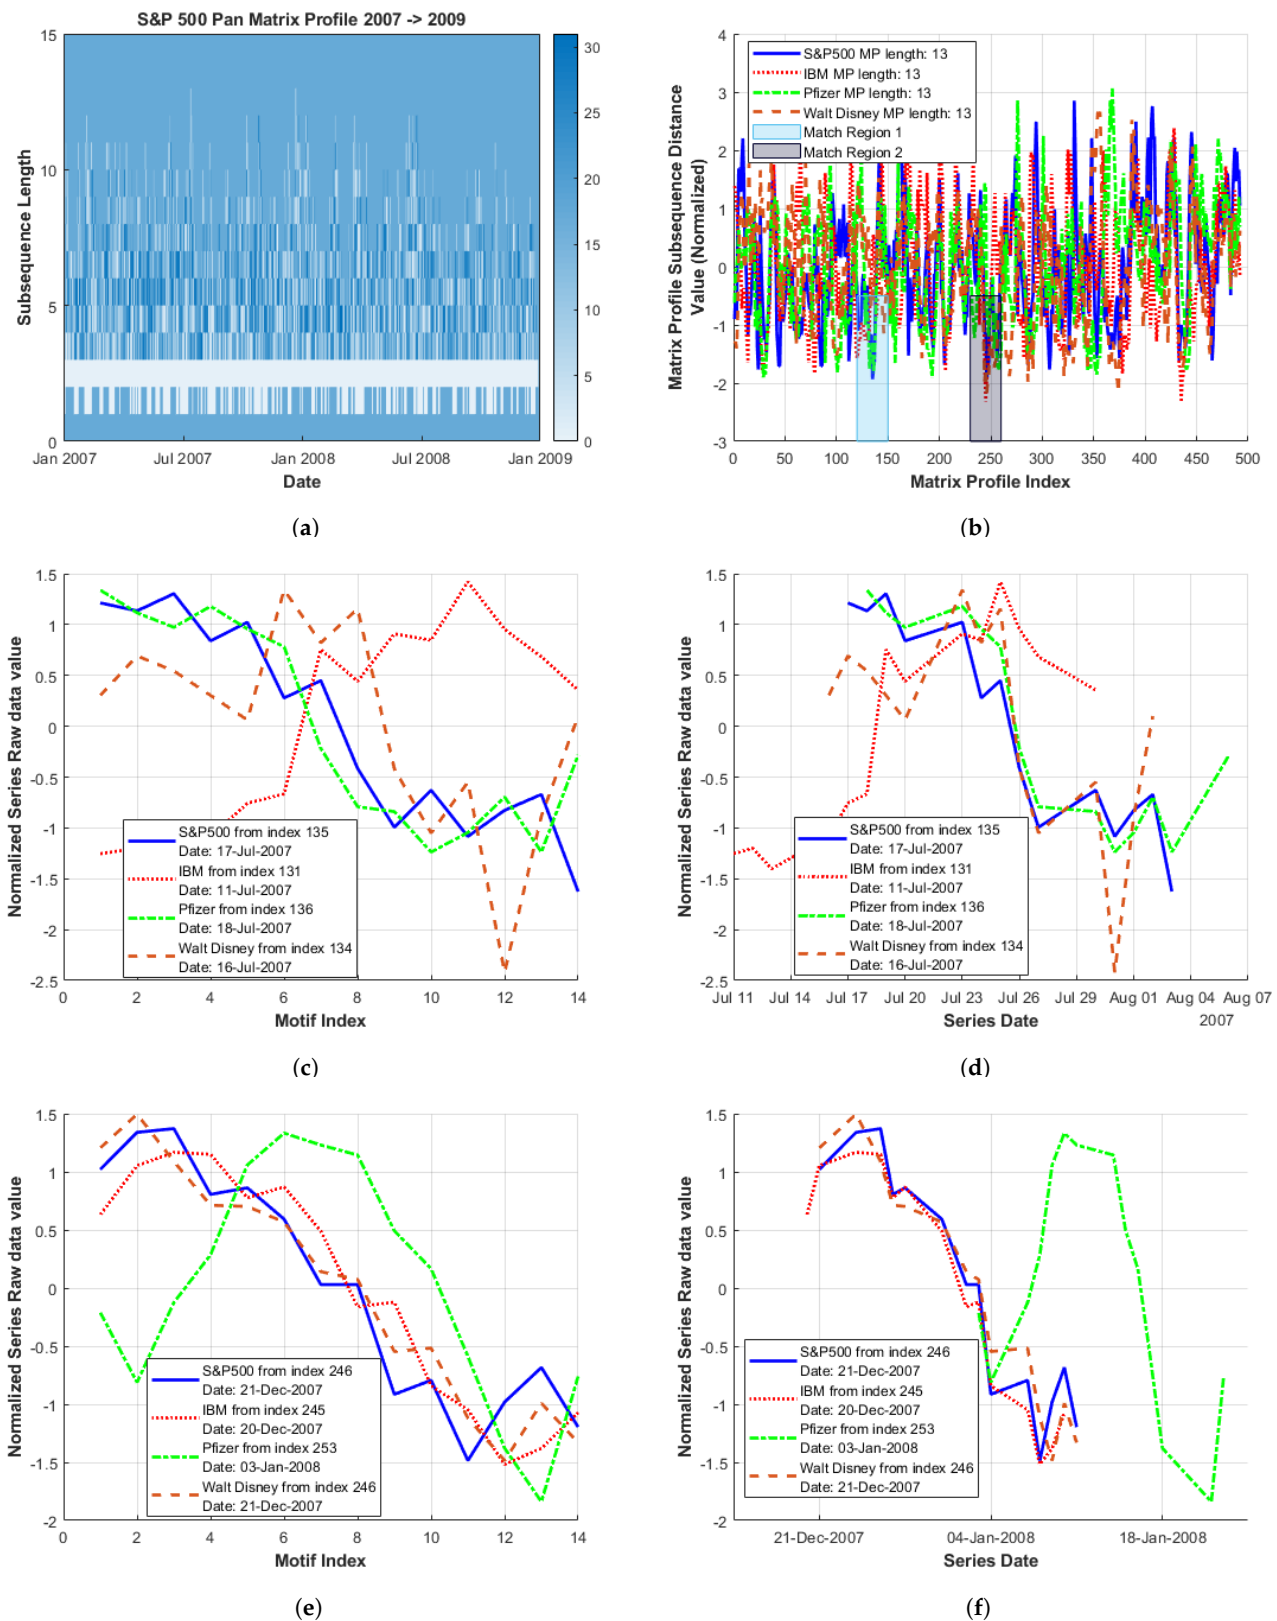 S&P 500 Pan Matrix Profile 2007 -> 2009
15
10
5
0
Subsequence Length
Jan 2007
Jul 2007
Jan 2008
Jul 2008
Jan 2009
Date
30
25
20
15
10
5
0
(a)
4
3
2
1
0
-1
-2
-3
Matrix Profile Subsequence Distance
Value (Normalized)
S&P500 MP length: 13
IBM MP length: 13
Pfizer MP length: 13
Walt Disney MP length: 13
Match Region 1
Match Region 2
0 50 100 150 200 250 300 350 400 450 500
Matrix Profile Index
(b)
1.5
1
0.5
0
-0.5
-1
-1.5
-2
-2.5
Normalized Series Raw data value
S&P500 from index 135
Date: 17-Jul-2007
IBM from index 131
Date: 11-Jul-2007
Pfizer from index 136
Date: 18-Jul-2007
Walt Disney from index 134
Date: 16-Jul-2007
0 2 4 6 8 10 12 14
Motif Index
(c)
1.5
1
0.5
0
-0.5
-1
-1.5
-2
-2.5
Normalized Series Raw data value
S&P500 from index 135
Date: 17-Jul-2007
IBM from index 131
Date: 11-Jul-2007
Pfizer from index 136
Date: 18-Jul-2007
Walt Disney from index 134
Date: 16-Jul-2007
Jul 11 Jul 14 Jul 17 Jul 20 Jul 23 Jul 26 Jul 29 Aug 01 Aug 04 Aug 07
Series Date
2007
(d)
1.5
1
0.5
0
-0.5
-1
-1.5
-2
Normalized Series Raw data value
S&P500 from index 246
Date: 21-Dec-2007
IBM from index 245
Date: 20-Dec-2007
Pfizer from index 253
Date: 03-Jan-2008
Walt Disney from index 246
Date: 21-Dec-2007
0 2 4 6 8 10 12 14
Motif Index
(e)
1.5
1
0.5
0
-0.5
-1
-1.5
-2
Normalized Series Raw data value
S&P500 from index 246
Date: 21-Dec-2007
IBM from index 245
Date: 20-Dec-2007
Pfizer from index 253
Date: 03-Jan-2008
Walt Disney from index 246
Date: 21-Dec-2007
21-Dec-2007
04-Jan-2008
18-Jan-2008
Series Date
(f)